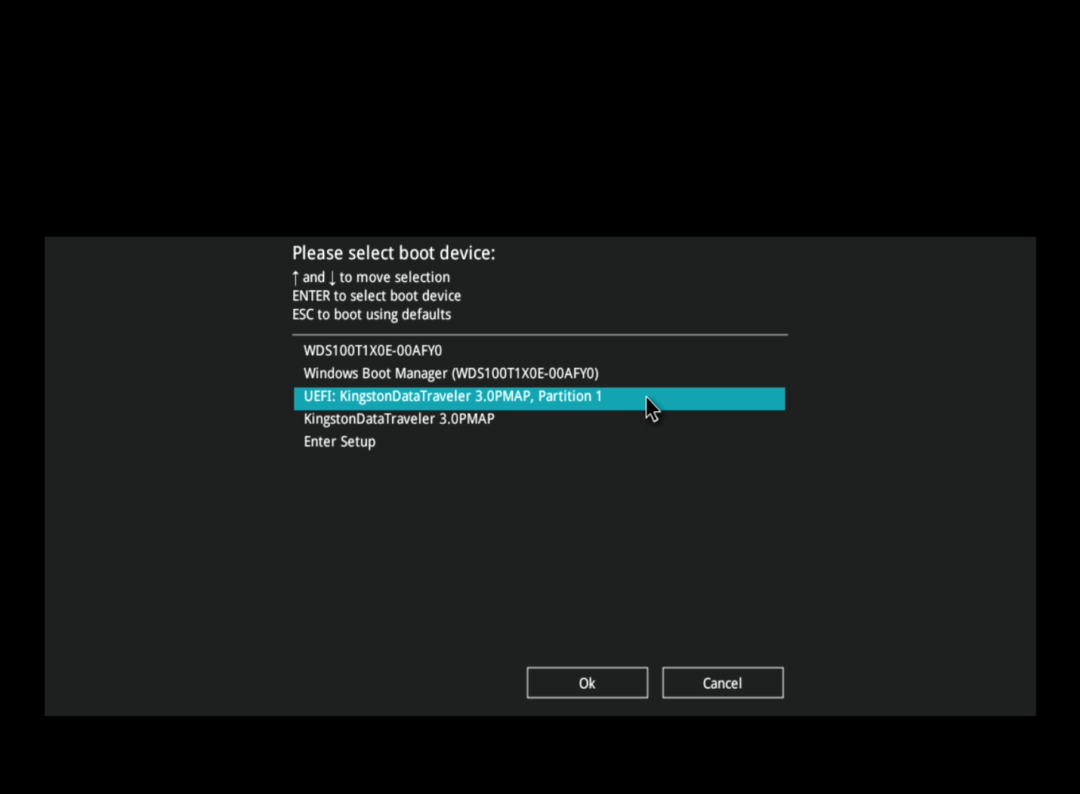 Please select boot device:
↑ and ↓ to move selection
ENTER to select boot device
ESC to boot using defaults
WDS100T1X0E-00AFY0
Windows Boot Manager (WDS100T1X0E-00AFY0)
UEFI: KingstonDataTraveler 3.0PMAP, Partition 1
KingstonDataTraveler 3.0PMAP
Enter Setup
Ok
Cancel